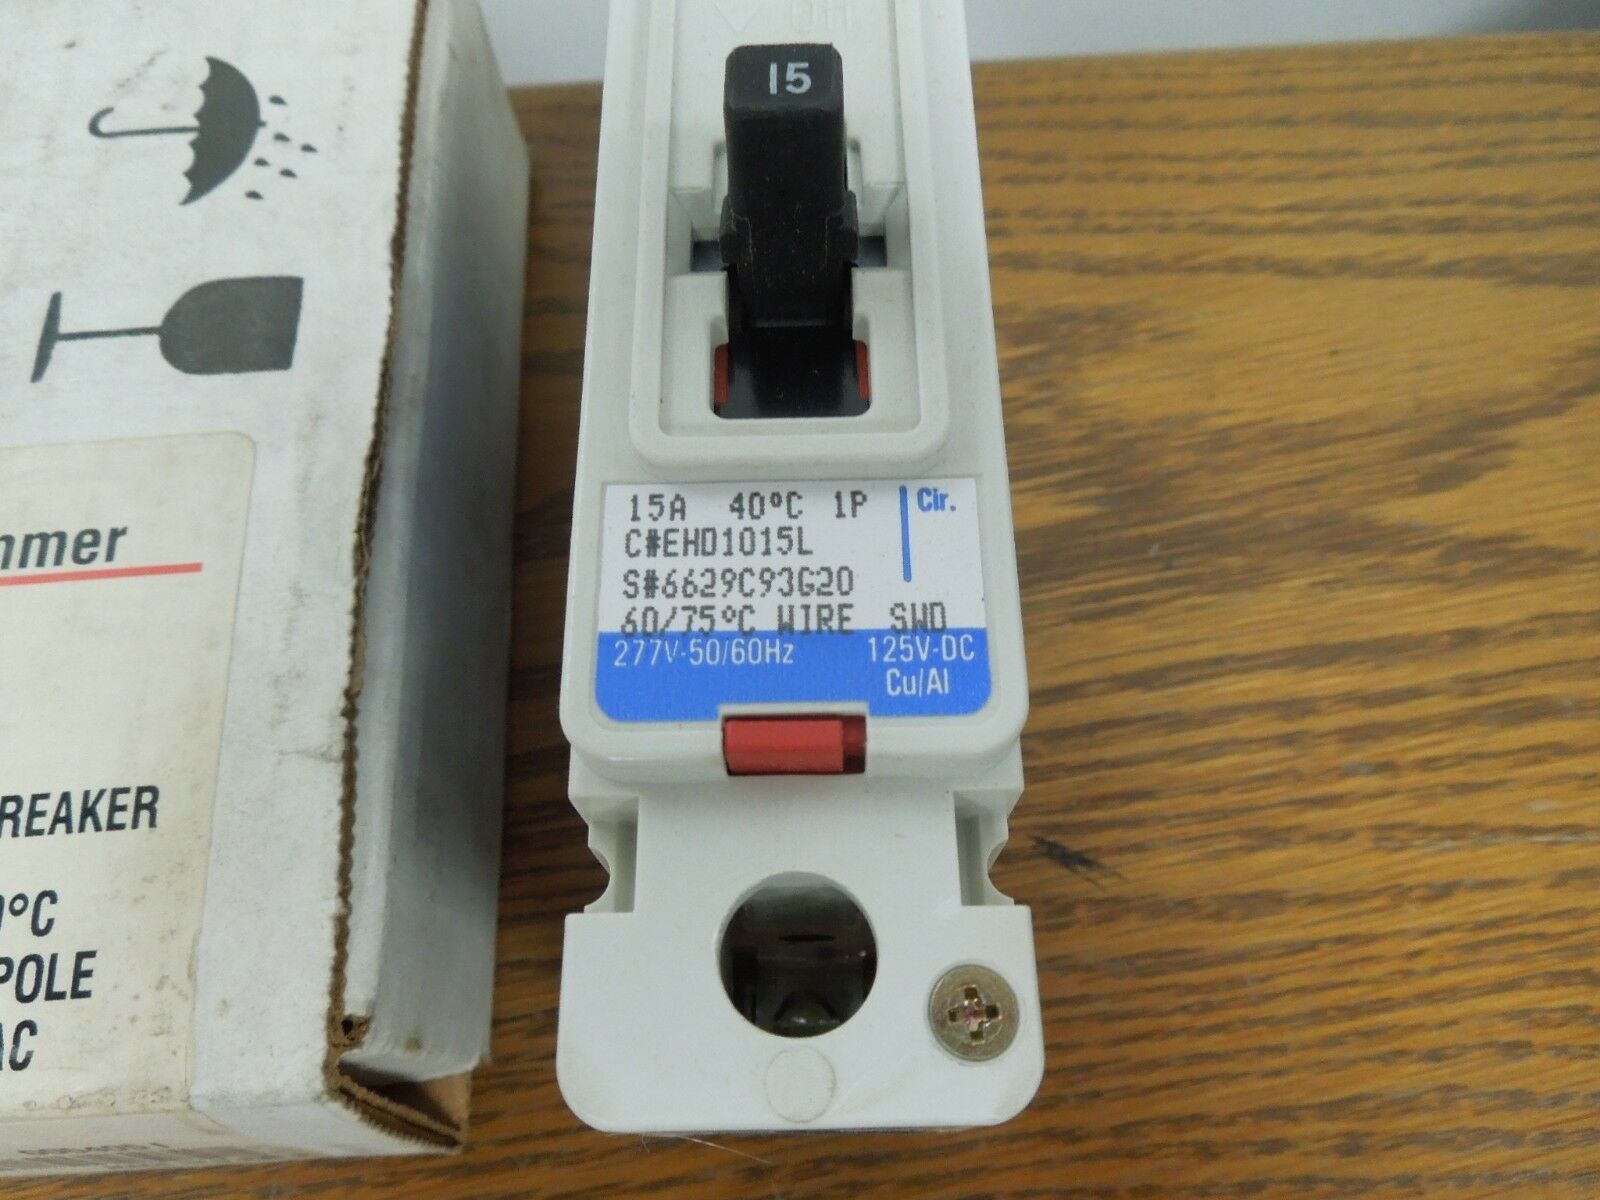 15
15A 40°C 1P
Cir.
C#EHD1015L
S#6629C93G20
60/75°C WIRE SWD
277V-50/60Hz 125V-DC
Cu/Al
mmer
REAKER
0°C
POLE
AC